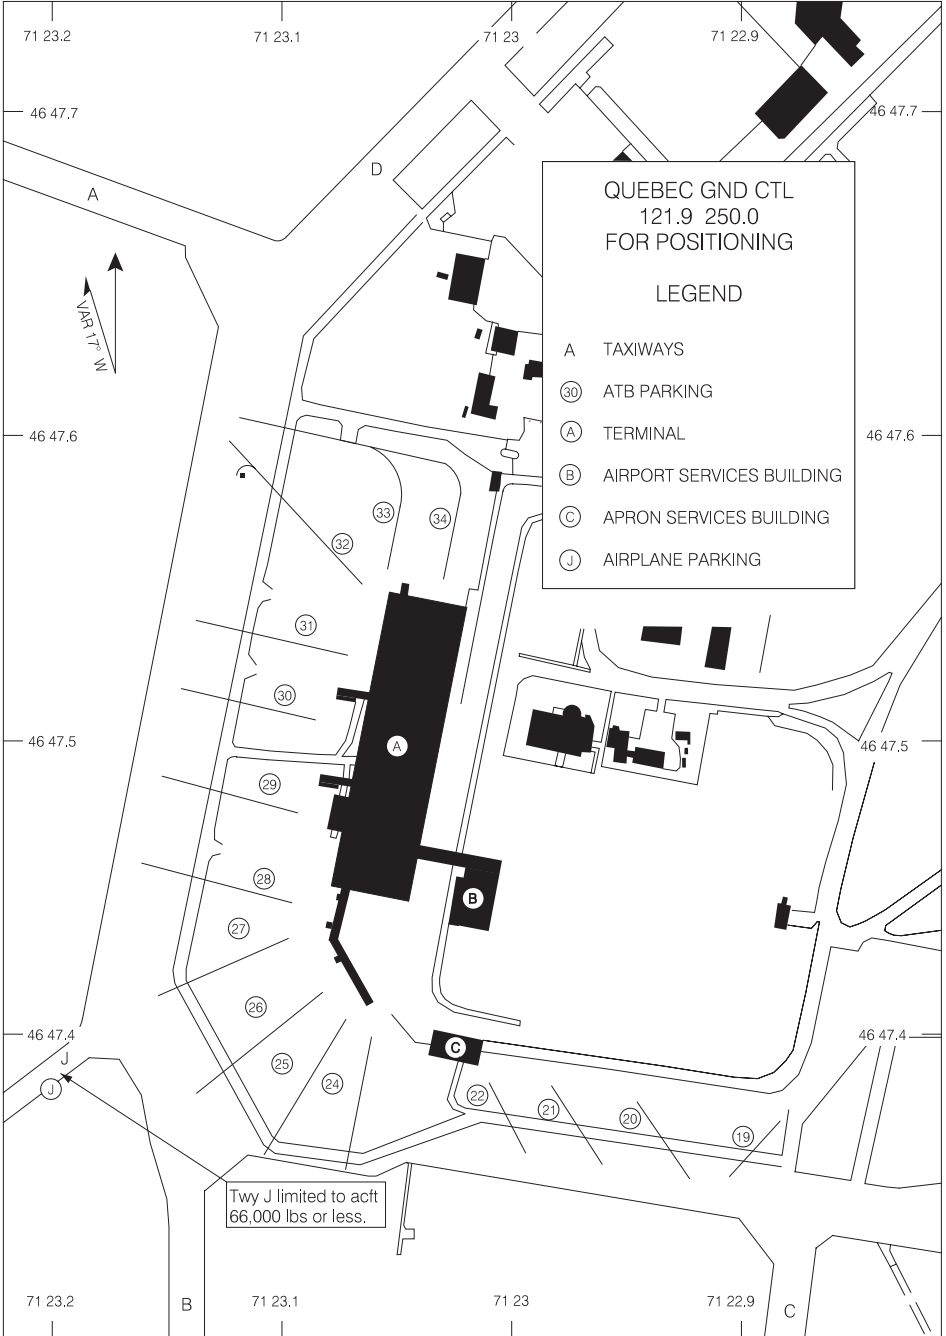 71 23.2
71 23.1
71 23
71 22.9
46 47.7
46 47.7
A
D
QUEBEC GND CTL
121.9 250.0
FOR POSITIONING
LEGEND
A TAXIWAYS
30 ATB PARKING
A TERMINAL
B AIRPORT SERVICES BUILDING
C APRON SERVICES BUILDING
J AIRPLANE PARKING
VAR 17° W
46 47.6
46 47.6
33
34
32
31
30
A
46 47.5
46 47.5
29
28
B
27
26
46 47.4
46 47.4
C
J
J
25
24
22
21
20
19
Twy J limited to acft
66,000 lbs or less.
71 23.2
B
71 23.1
71 23
71 22.9
C